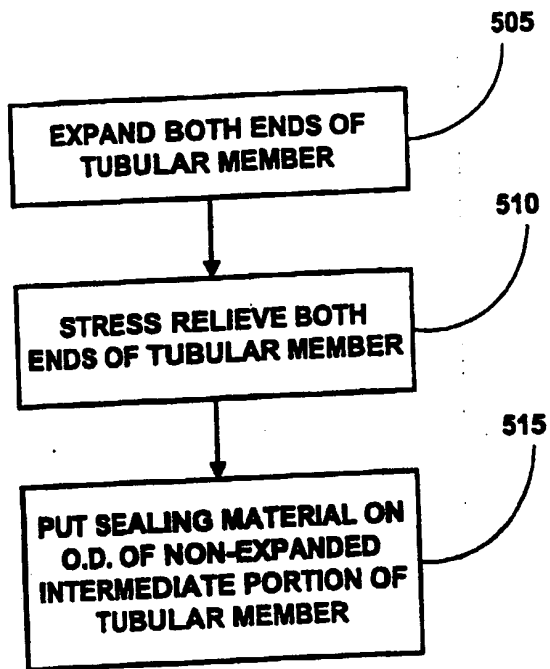 505
EXPAND BOTH ENDS OF
TUBULAR MEMBER
510
STRESS RELIEVE BOTH
ENDS OF TUBULAR MEMBER
515
PUT SEALING MATERIAL ON
O.D. OF NON-EXPANDED
INTERMEDIATE PORTION OF
TUBULAR MEMBER